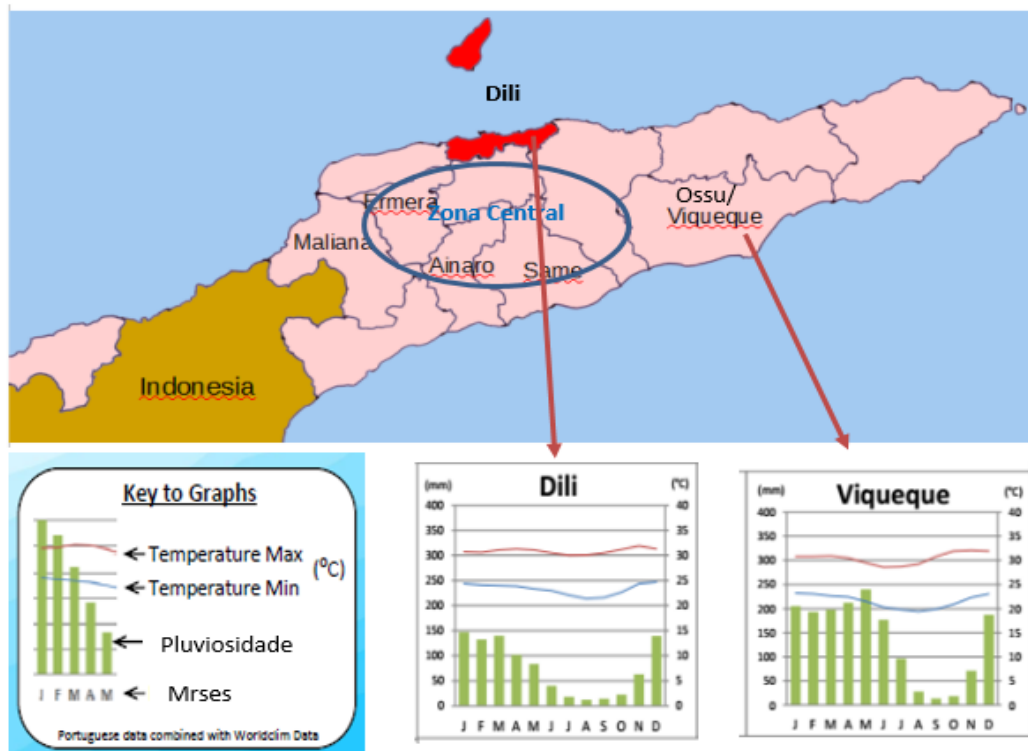 Dili
Ermera
Zona Central
Ossu/
Viqueque
Maliana
Ainaro
Same
Indonesia
Key to Graphs
Temperature Max
(⁰C)
Temperature Min
Pluviosidade
J F M A M
Mrses
Portuguese data combined with Worldclim Data
(mm)
Dili
(°C)
400 40
350 35
300 30
250 25
200 20
150 15
100 10
50 5
00 0
J F M A M J J A S O N D
(mm)
Viqueque
(°C)
400 40
350 35
300 30
250 25
200 20
150 15
100 10
50 5
00 0
J F M A M J J A S O N D